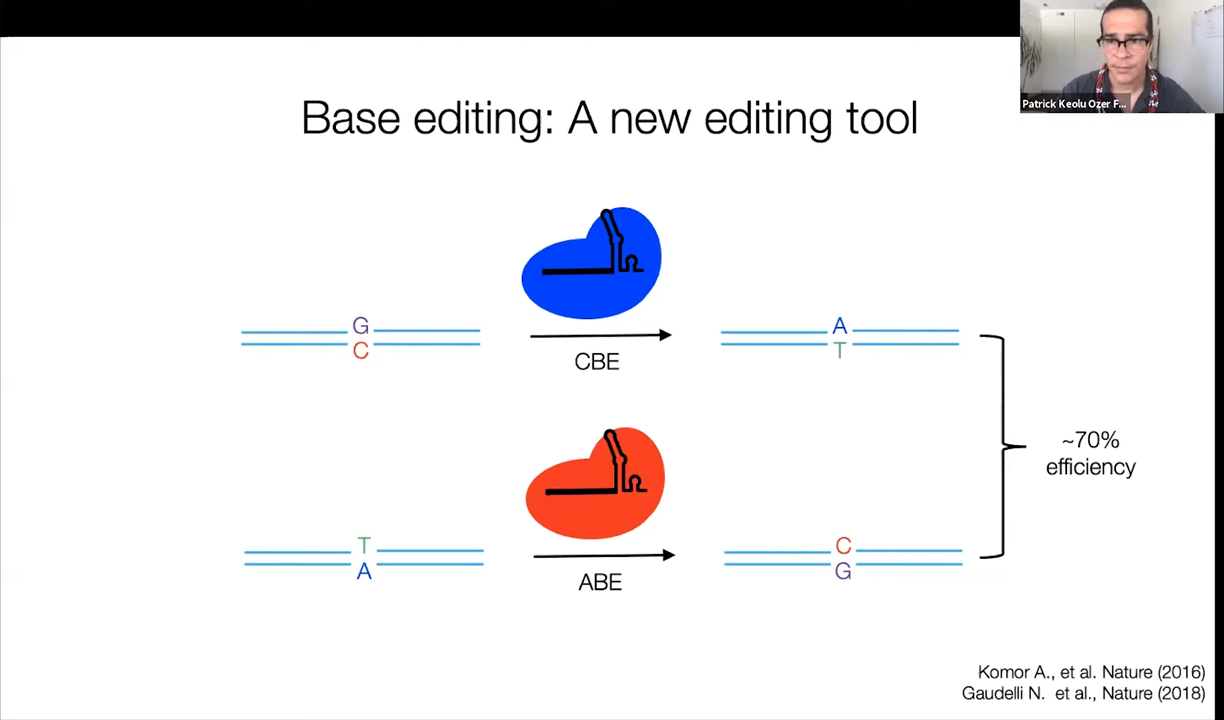 Patrick Keolu Ozer F...
Base editing: A new editing tool
G
C
CBE
A
T
~70%
efficiency
T
A
ABE
C
G
Komor A., et al. Nature (2016)
Gaudelli N.  et al., Nature (2018)